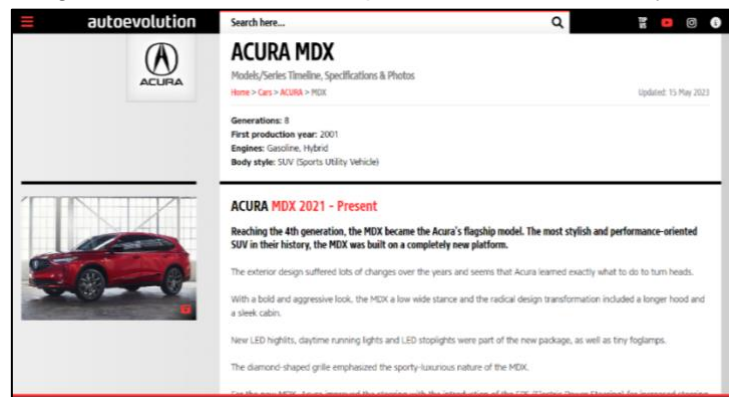 autoevolution
Search here...
ACURA
ACURA MDX
Models/Series Timeline, Specifications & Photos
Home > Cars > ACURA > MDX
Updated: 15 May 2023
Generations: 8
First production year: 2001
Engines: Gasoline, Hybrid
Body style: SUV (Sports Utility Vehicle)
ACURA MDX 2021 - Present
Reaching the 4th generation, the MDX became the Acura's flagship model. The most stylish and performance-oriented
SUV in their history, the MDX was built on a completely new platform.
The exterior design suffered lots of changes over the years and seems that Acura learned exactly what to do to turn heads.
With a bold and aggressive look, the MDX a low wide stance and the radical design transformation included a longer hood and
a sleek cabin.
New LED highlits, daytime running lights and LED stoplights were part of the new package, as well as tiny foglamps.
The diamond-shaped grille emphasized the sporty-luxurious nature of the MDX.